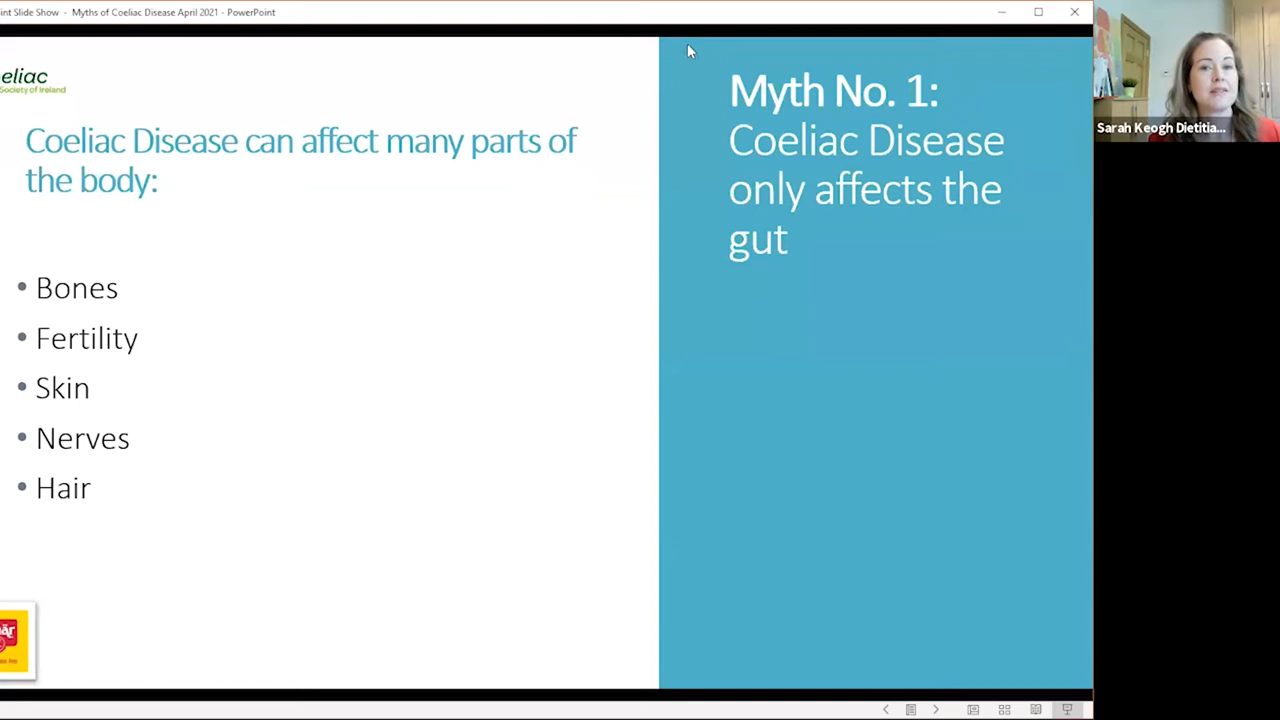 int Slide Show - Myths of Coeliac Disease April 2021 - PowerPoint
eliac
Society of Ireland
Coeliac Disease can affect many parts of
the body:
• Bones
• Fertility
• Skin
• Nerves
• Hair
Myth No. 1:
Coeliac Disease
only affects the
gut
Sarah Keogh Dietitia...
är